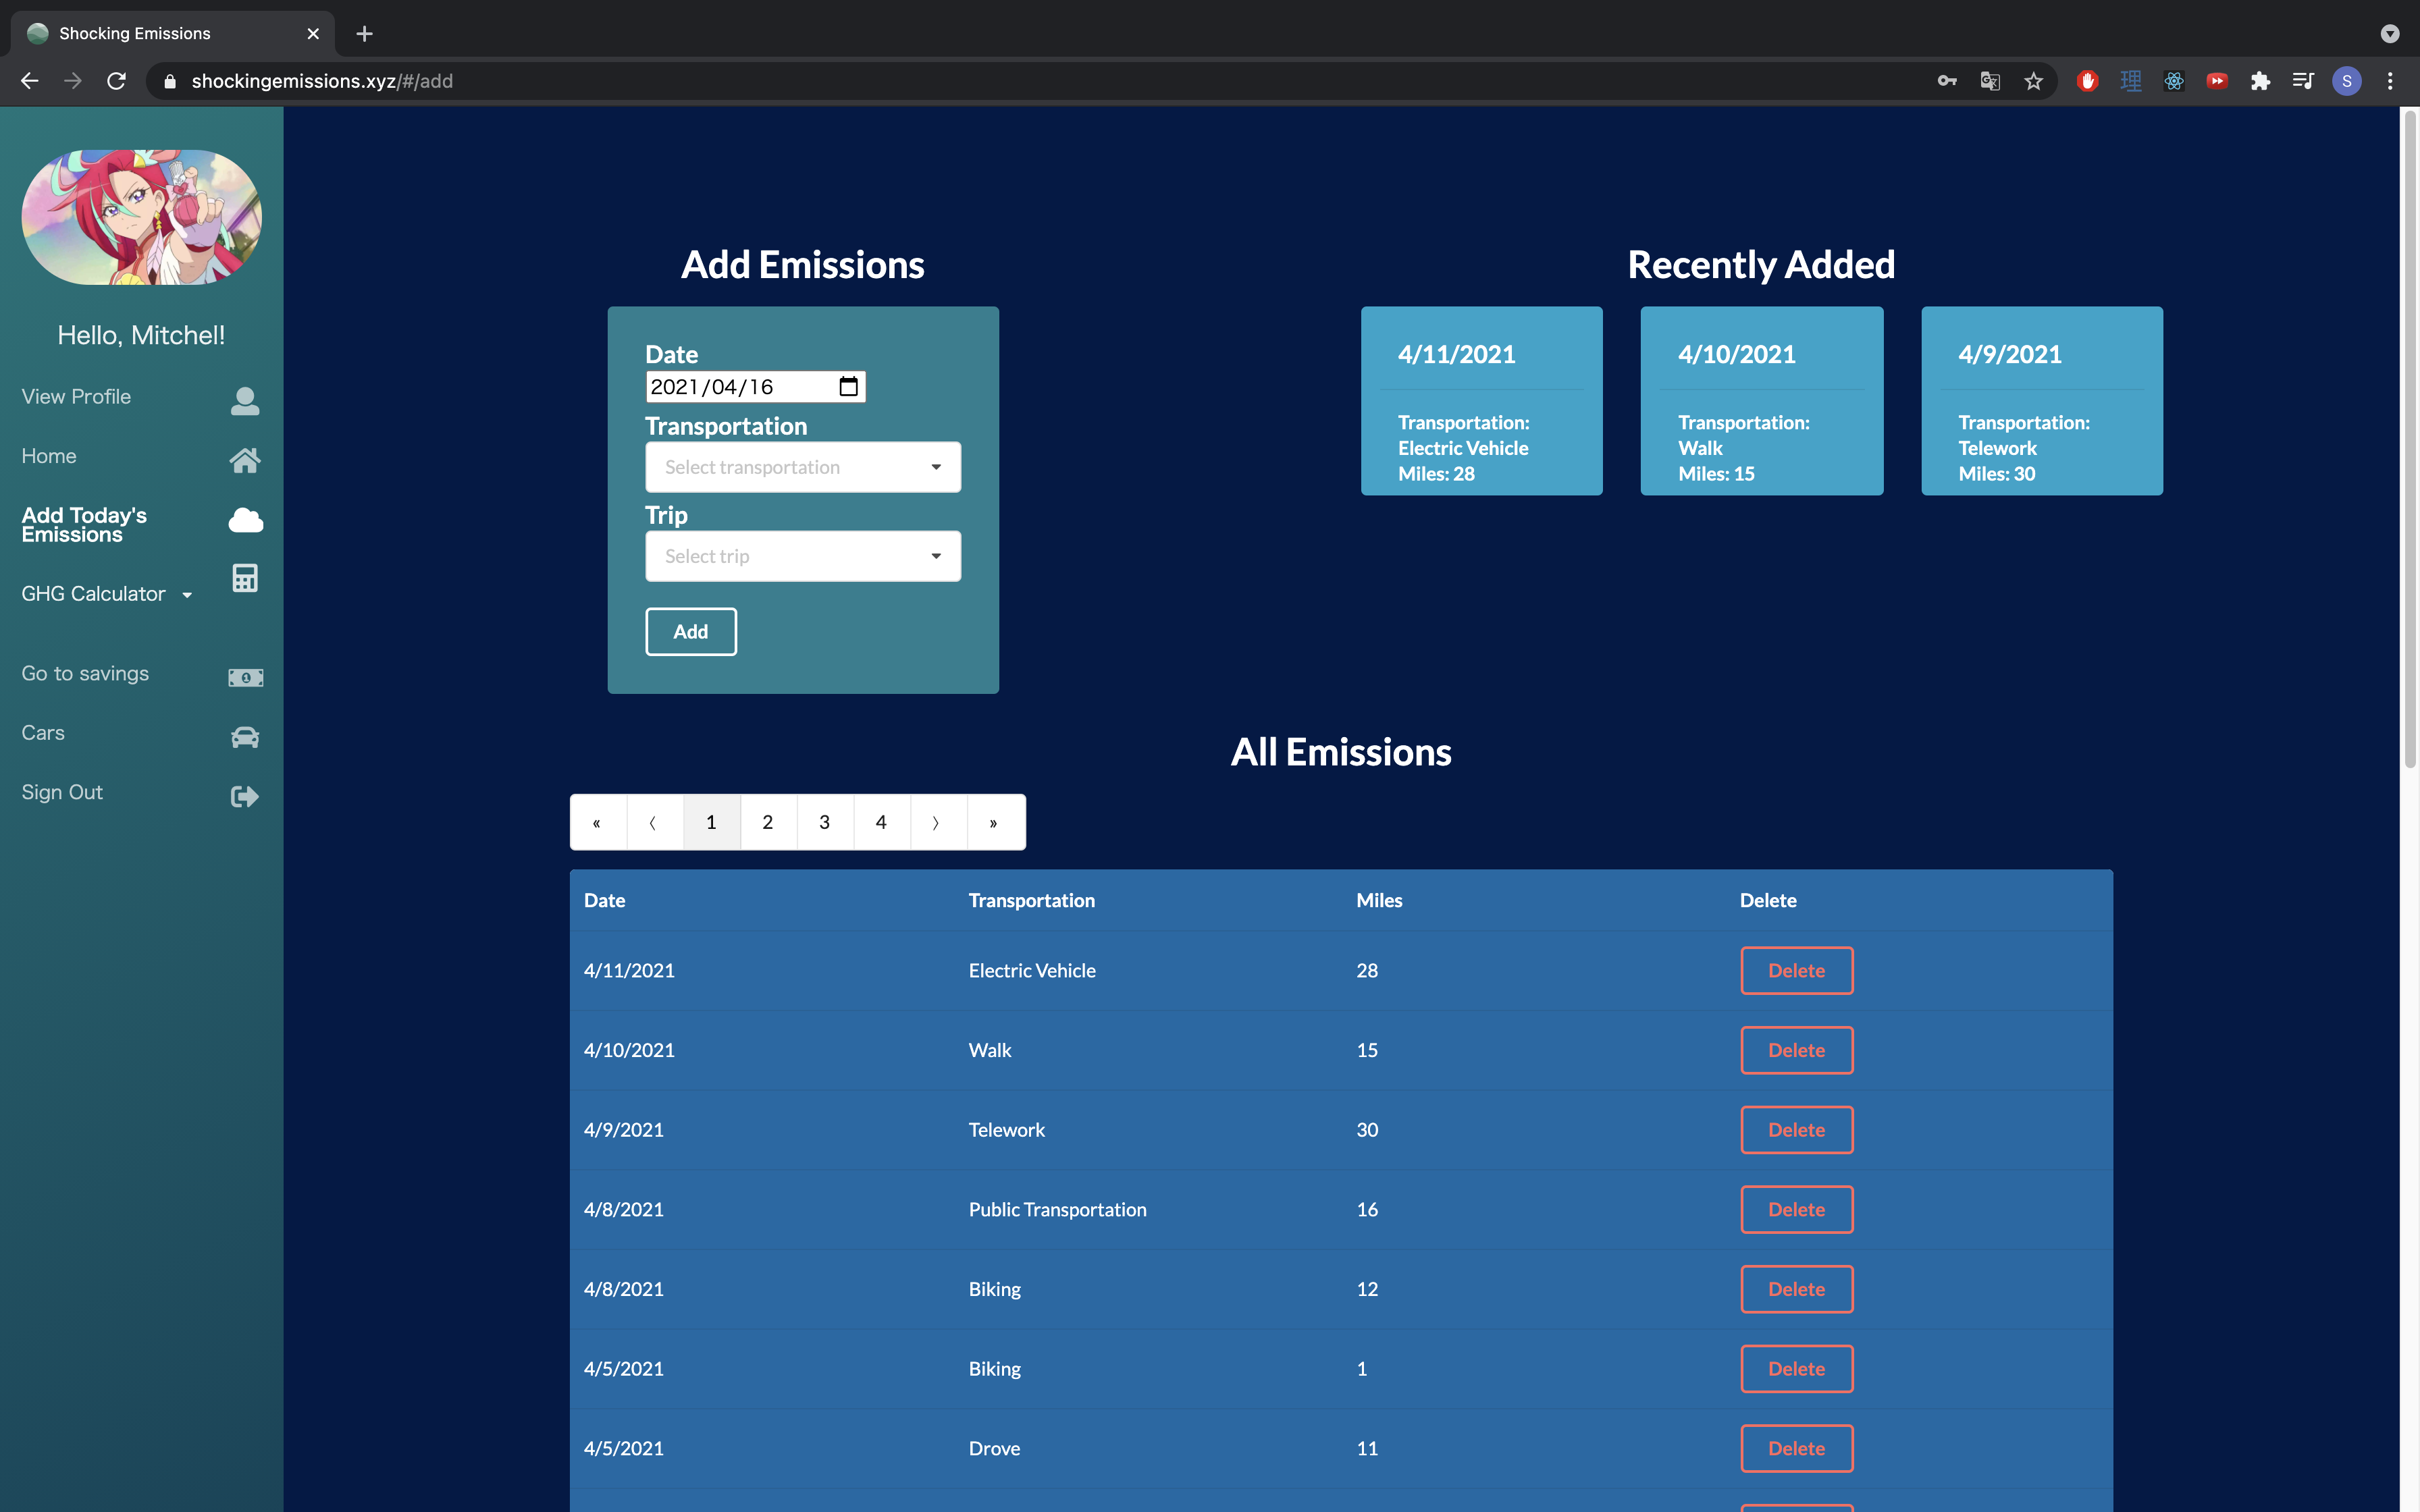 Shocking Emissions
shockingemissions.xyz/#/add
S
Hello, Mitchel!
View Profile
Home
Add Today's
Emissions
GHG Calculator
Go to savings
Cars
Sign Out
Add Emissions
Date
2021/04/16
Transportation
Select transportation
Trip
Select trip
Add
Recently Added
4/11/2021
Transportation:
Electric Vehicle
Miles: 28
4/10/2021
Transportation:
Walk
Miles: 15
4/9/2021
Transportation:
Telework
Miles: 30
All Emissions
« ⟨ 1 2 3 4 ⟩ »
Date Transportation Miles Delete
4/11/2021 Electric Vehicle 28 Delete
4/10/2021 Walk 15 Delete
4/9/2021 Telework 30 Delete
4/8/2021 Public Transportation 16 Delete
4/8/2021 Biking 12 Delete
4/5/2021 Biking 1 Delete
4/5/2021 Drove 11 Delete